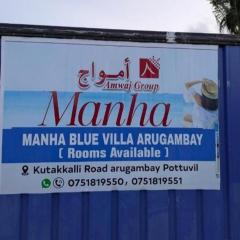 أمواج
Amwaj Group
Manha
MANHA BLUE VILLA ARUGAMBAY
[ Rooms Available ]
Kutakkalli Road arugambay Pottuvil
0751819550, 0751819551